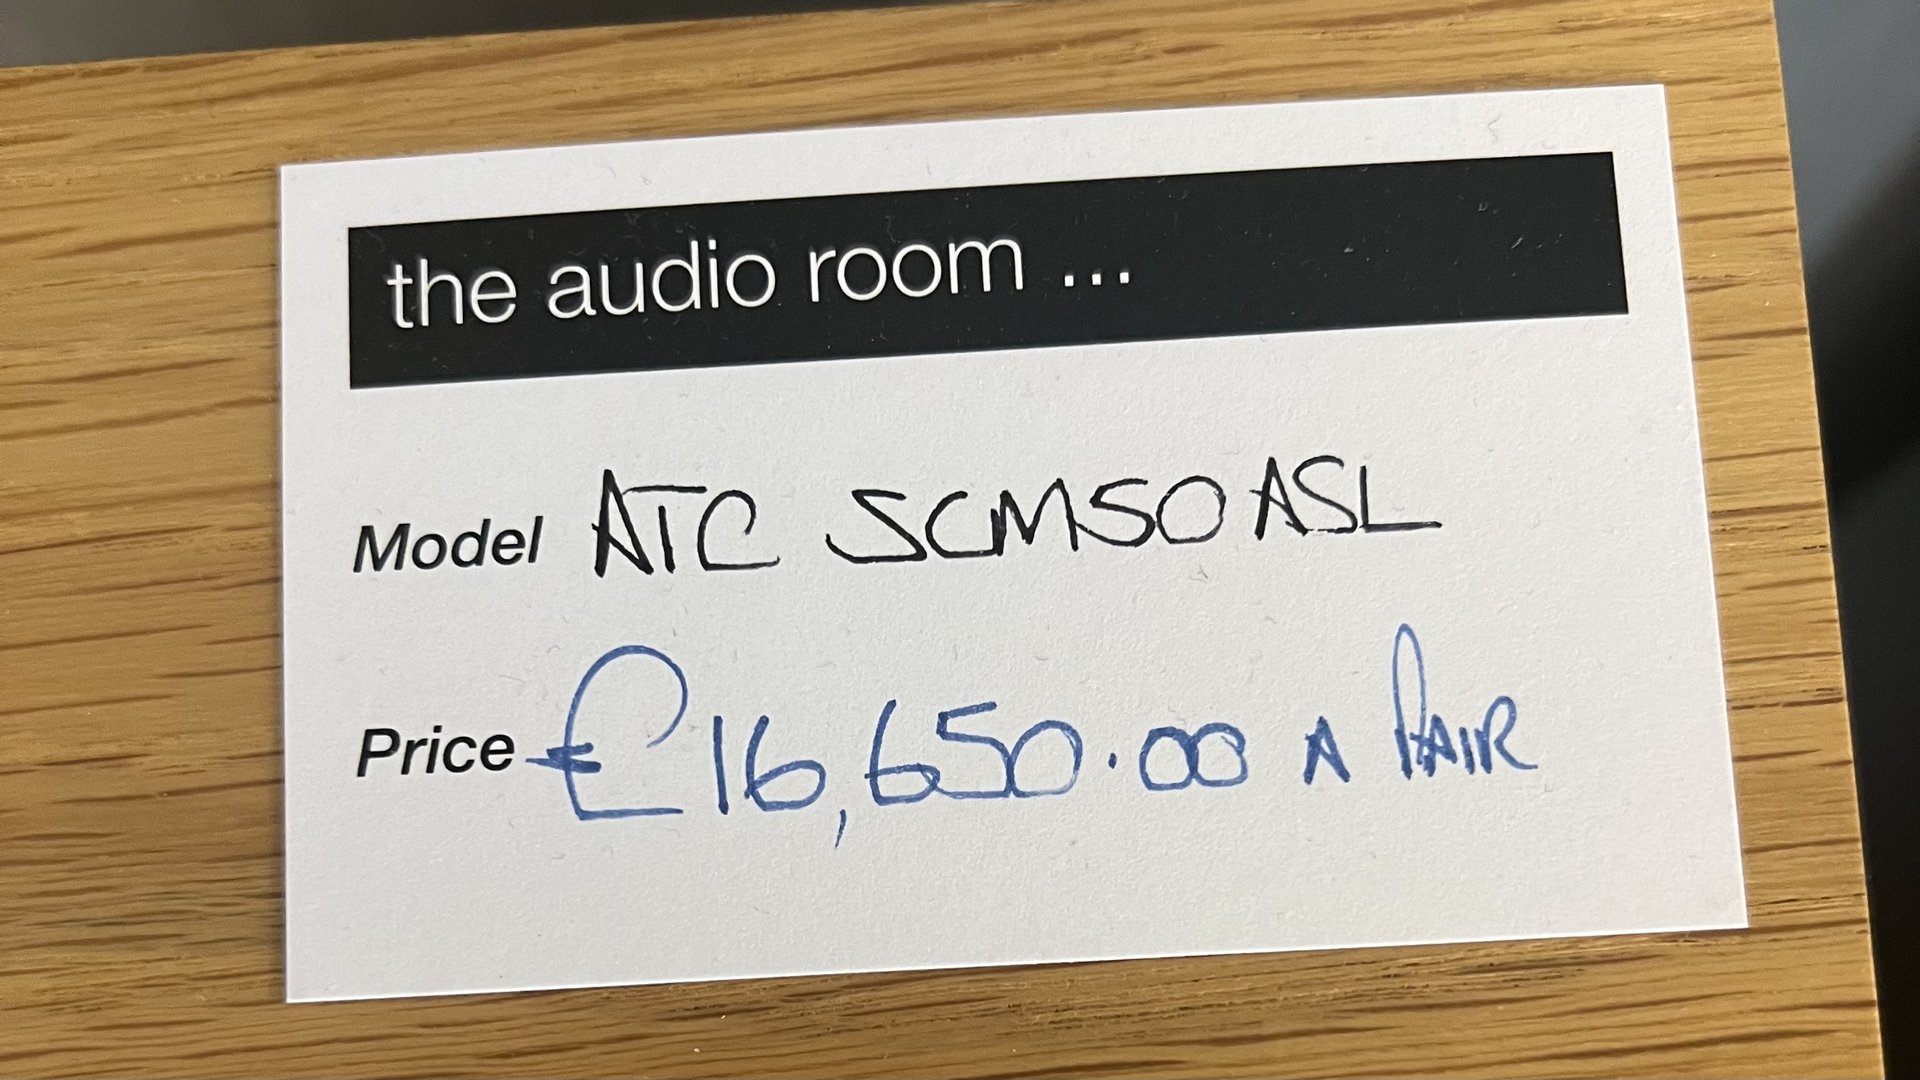 the audio room ...
Model ATC SCM50 ASL
Price €16,650.00 A PAIR